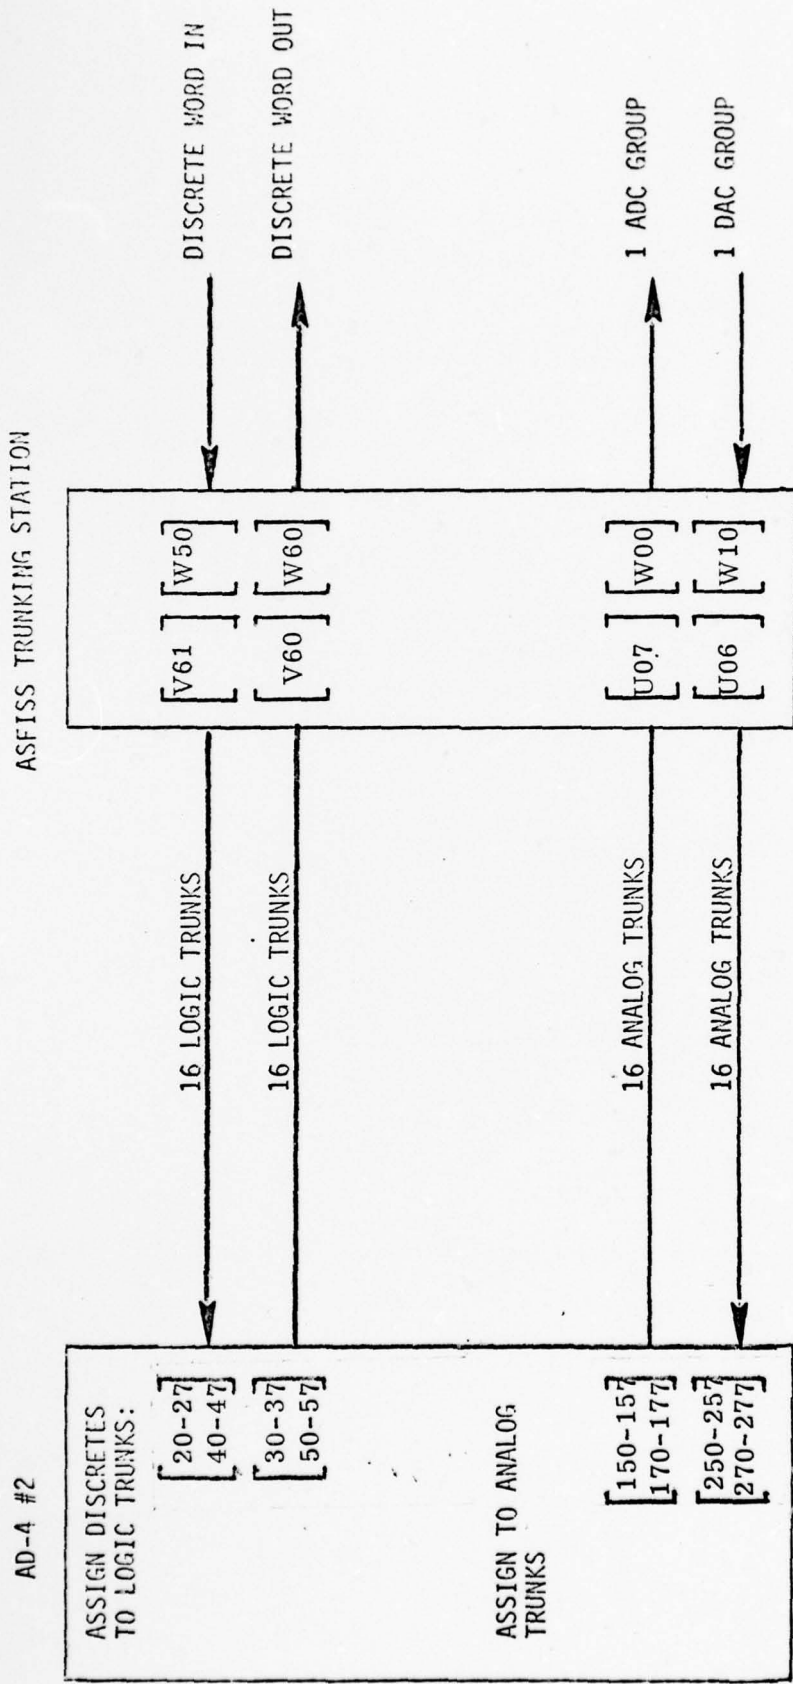 AD-4 #2
ASFISS TRUNKING STATION
ASSIGN DISCRETES
TO LOGIC TRUNKS:
20-27
40-47
16 LOGIC TRUNKS
V61
W50
DISCRETE WORD IN
30-37
50-57
16 LOGIC TRUNKS
V60
W60
DISCRETE WORD OUT
ASSIGN TO ANALOG
TRUNKS
150-157
170-177
16 ANALOG TRUNKS
U07
W00
1 ADC GROUP
250-257
270-277
16 ANALOG TRUNKS
U06
W10
1 DAC GROUP